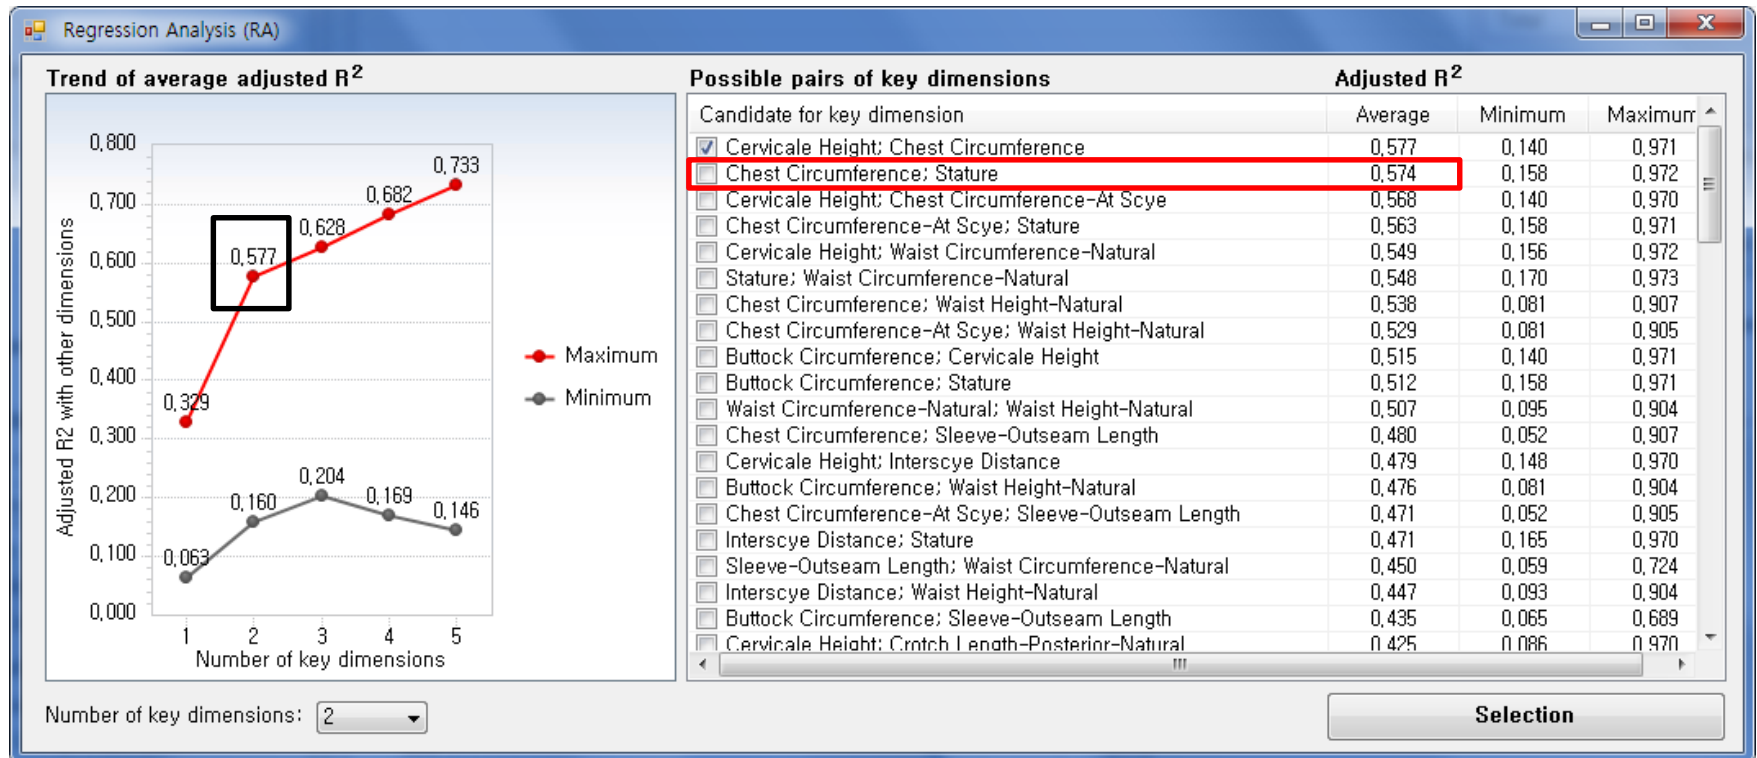 Regression Analysis (RA)
Trend of average adjusted R2
0,800
0,700
0,600
0,500
0,400
0,300
0,200
0,100
0,000
Adjusted R2 with other dimensions
0,329
0,577
0,628
0,682
0,733
0,063
0,160
0,204
0,169
0,146
1 2 3 4 5
Number of key dimensions
Maximum
Minimum
Number of key dimensions: 2
Possible pairs of key dimensions Adjusted R2
Candidate for key dimension Average Minimum Maximum
Cervicale Height; Chest Circumference 0,577 0,140 0,971
Chest Circumference; Stature 0,574 0,158 0,972
Cervicale Height; Chest Circumference-At Scye 0,568 0,140 0,970
Chest Circumference-At Scye; Stature 0,563 0,158 0,971
Cervicale Height; Waist Circumference-Natural 0,549 0,156 0,972
Stature; Waist Circumference-Natural 0,548 0,170 0,973
Chest Circumference; Waist Height-Natural 0,538 0,081 0,907
Chest Circumference-At Scye; Waist Height-Natural 0,529 0,081 0,905
Buttock Circumference; Cervicale Height 0,515 0,140 0,971
Buttock Circumference; Stature 0,512 0,158 0,971
Waist Circumference-Natural; Waist Height-Natural 0,507 0,095 0,904
Chest Circumference; Sleeve-Outseam Length 0,480 0,052 0,907
Cervicale Height; Interscye Distance 0,479 0,148 0,970
Buttock Circumference; Waist Height-Natural 0,476 0,081 0,904
Chest Circumference-At Scye; Sleeve-Outseam Length 0,471 0,052 0,905
Interscye Distance; Stature 0,471 0,165 0,970
Sleeve-Outseam Length; Waist Circumference-Natural 0,450 0,059 0,724
Interscye Distance; Waist Height-Natural 0,447 0,093 0,904
Buttock Circumference; Sleeve-Outseam Length 0,435 0,065 0,689
Cervicale Height; Crotch Length-Posterior-Natural 0,425 0,086 0,970
Selection